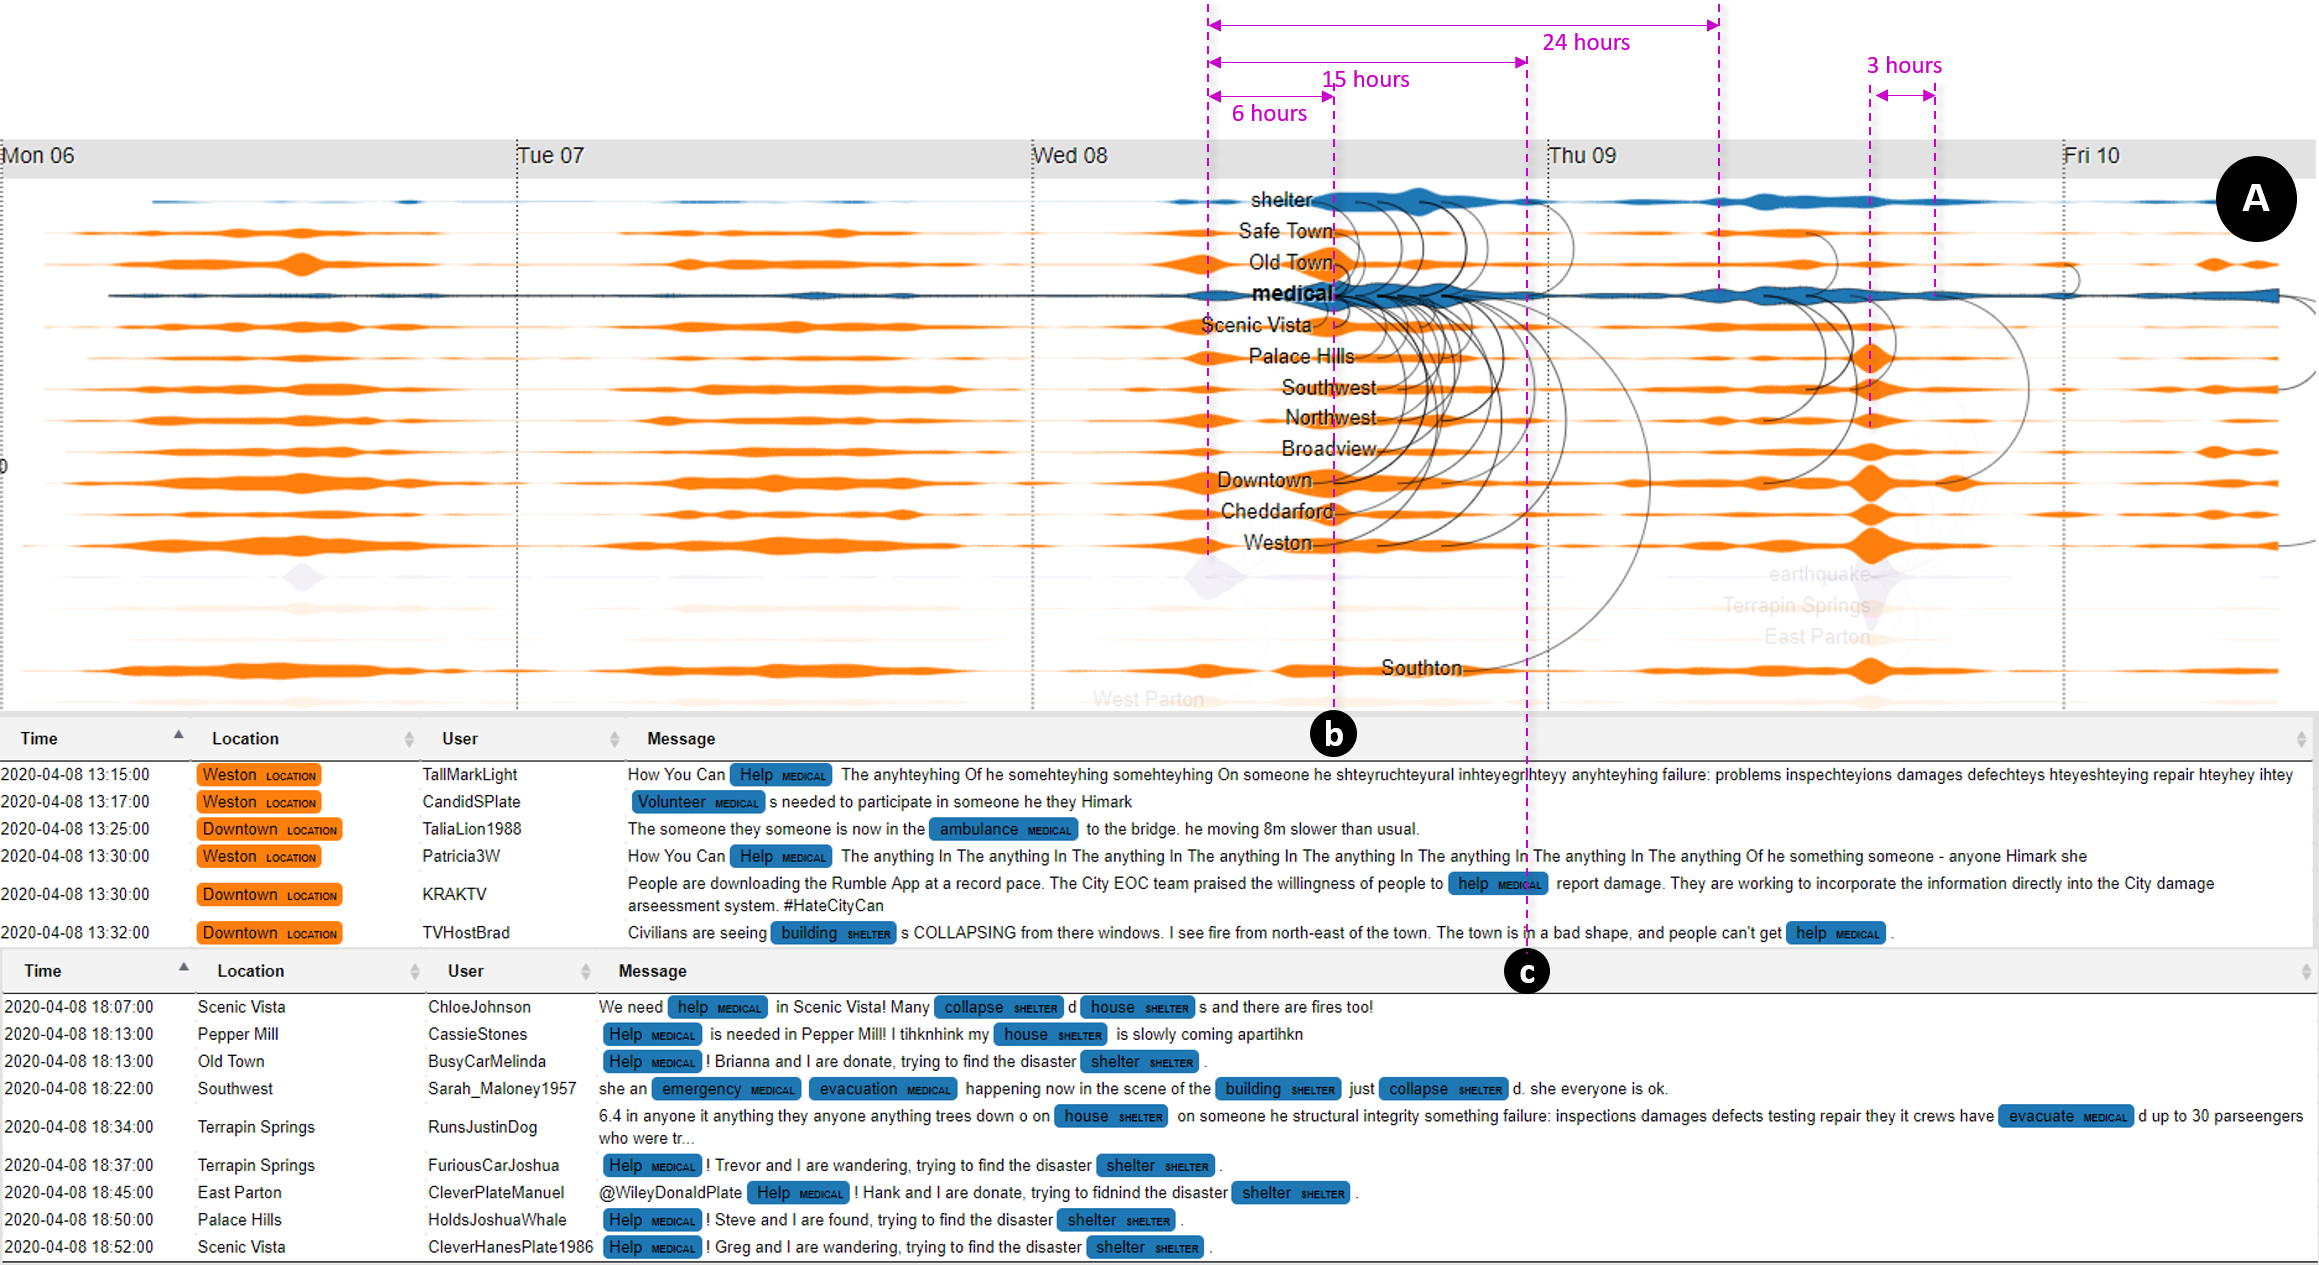 24 hours
15 hours
3 hours
6 hours
Mon 06 Tue 07 Wed 08 Thu 09 Fri 10
A
shelter
Safe Town
Old Town
medical
Scenic Vista
Palace Hills
Southwest
Northwest
Broadview
0
Downtown
Cheddarford
Weston
earthquake
Terrapin Springs
East Parton
Southton
West Parton
b
Time Location User Message
2020-04-08 13:15:00 Weston LOCATION TallMarkLight How You Can Help MEDICAL The anyhteyhing Of he somehteyhing somehteyhing On someone he shteyruchteyural inhteyegrihteyy anyhteyhing failure: problems inspechteyions damages defechteys hteyeshteying repair hteyhey ihtey
2020-04-08 13:17:00 Weston LOCATION CandidSPlate Volunteer MEDICAL s needed to participate in someone he they Himark
2020-04-08 13:25:00 Downtown LOCATION TaliaLion1988 The someone they someone is now in the ambulance MEDICAL to the bridge. he moving 8m slower than usual.
2020-04-08 13:30:00 Weston LOCATION Patricia3W How You Can Help MEDICAL The anything In The anything In The anything In The anything In The anything In The anything In The anything In The anything Of he something someone - anyone Himark she
2020-04-08 13:30:00 Downtown LOCATION KRAKTV People are downloading the Rumble App at a record pace. The City EOC team praised the willingness of people to help MEDICAL report damage. They are working to incorporate the information directly into the City damage
arseessment system. #HateCityCan
2020-04-08 13:32:00 Downtown LOCATION TVHostBrad Civilians are seeing building SHELTER s COLLAPSING from there windows. I see fire from north-east of the town. The town is in a bad shape, and people can't get help MEDICAL .
c
Time Location User Message
2020-04-08 18:07:00 Scenic Vista ChloeJohnson We need help MEDICAL in Scenic Vista! Many collapse SHELTER d house SHELTER s and there are fires too!
2020-04-08 18:13:00 Pepper Mill CassieStones Help MEDICAL is needed in Pepper Mill! I tihknhink my house SHELTER is slowly coming apartihkn
2020-04-08 18:13:00 Old Town BusyCarMelinda Help MEDICAL ! Brianna and I are donate, trying to find the disaster shelter SHELTER .
2020-04-08 18:22:00 Southwest Sarah_Maloney1957 she an emergency MEDICAL evacuation MEDICAL happening now in the scene of the building SHELTER just collapse SHELTER d. she everyone is ok.
2020-04-08 18:34:00 Terrapin Springs RunsJustinDog 6.4 in anyone it anything they anyone anything trees down o on house SHELTER on someone he structural integrity something failure: inspections damages defects testing repair they it crews have evacuate MEDICAL d up to 30 parseengers
who were tr...
2020-04-08 18:37:00 Terrapin Springs FuriousCarJoshua Help MEDICAL ! Trevor and I are wandering, trying to find the disaster shelter SHELTER .
2020-04-08 18:45:00 East Parton CleverPlateManuel @WileyDonaldPlate Help MEDICAL ! Hank and I are donate, trying to fidnind the disaster shelter SHELTER .
2020-04-08 18:50:00 Palace Hills HoldsJoshuaWhale Help MEDICAL ! Steve and I are found, trying to find the disaster shelter SHELTER .
2020-04-08 18:52:00 Scenic Vista CleverHanesPlate1986 Help MEDICAL ! Greg and I are wandering, trying to find the disaster shelter SHELTER .